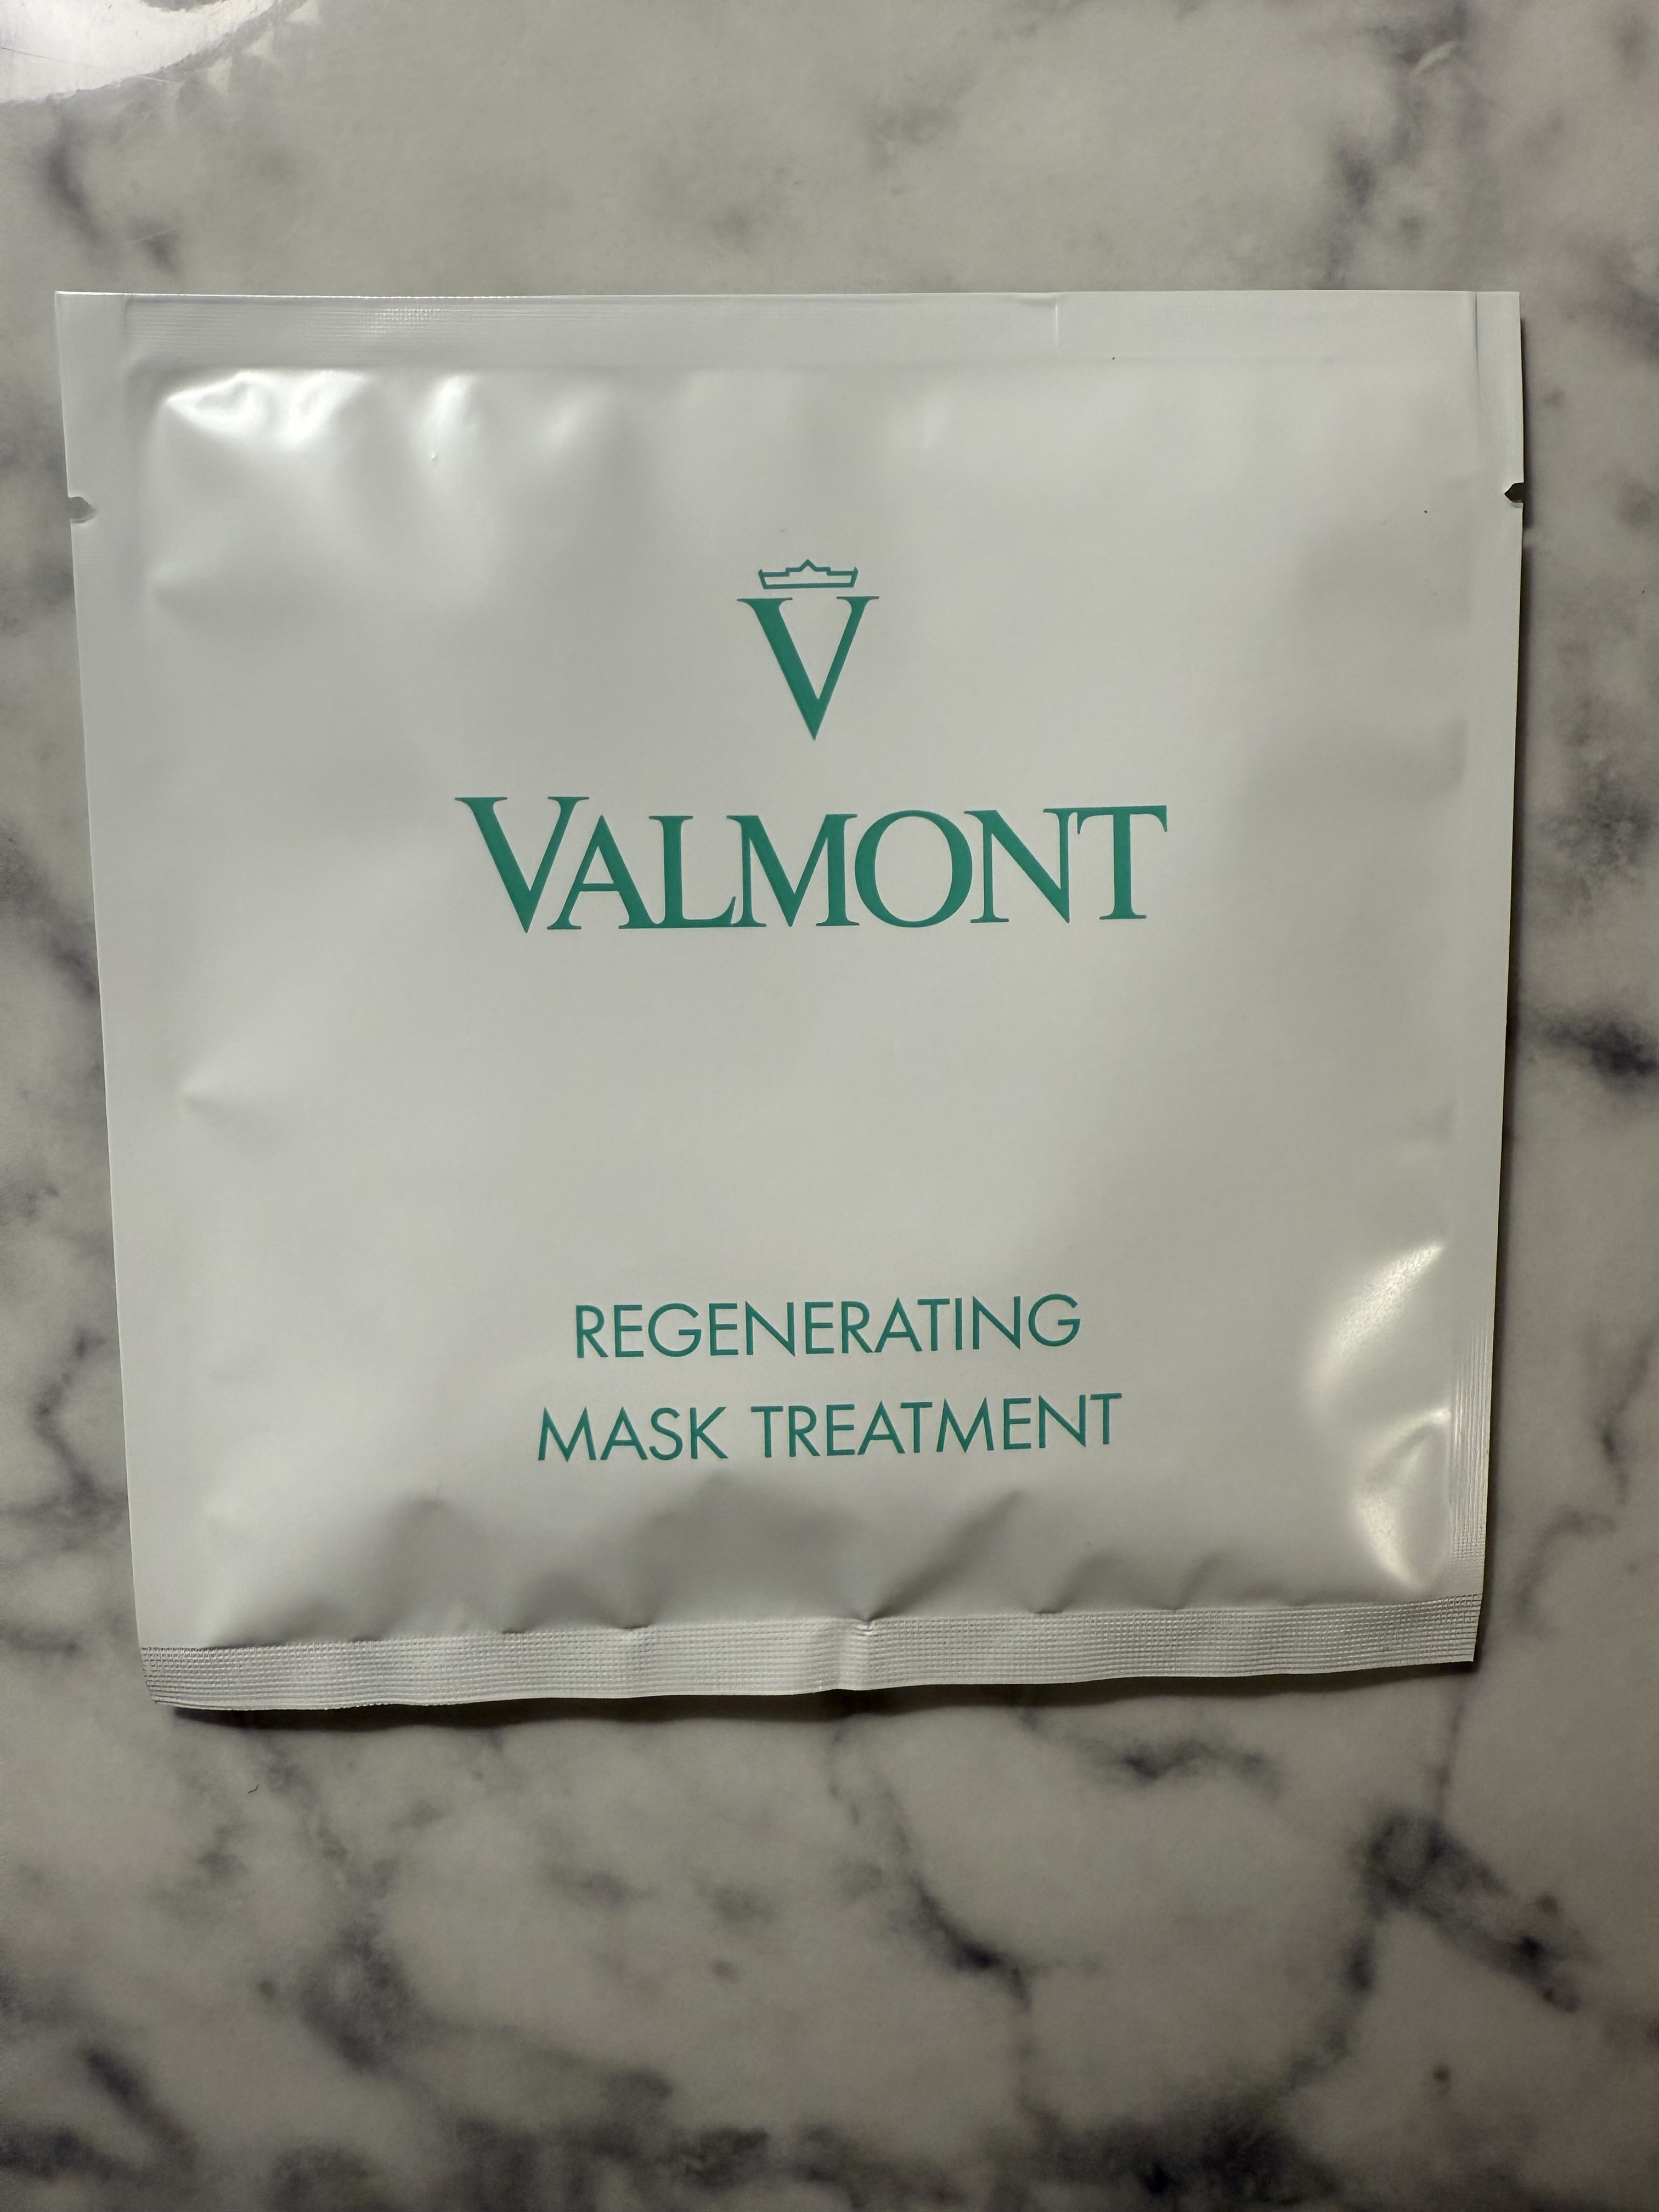 V
VALMONT
REGENERATING
MASK TREATMENT